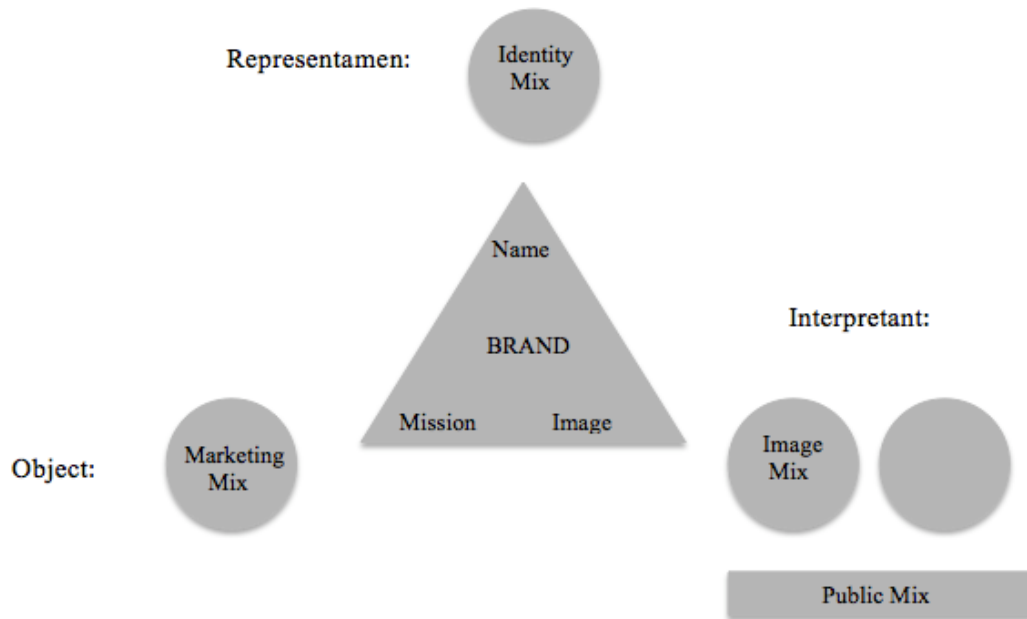 Representamen:
Identity
Mix
Name
Interpretant:
BRAND
Mission
Image
Object:
Marketing
Mix
Image
Mix
Public Mix